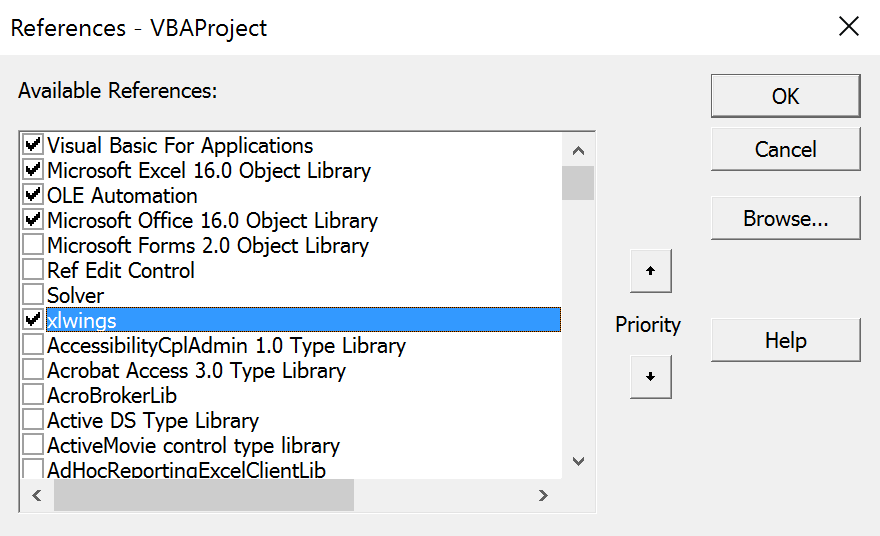 References - VBAProject
Available References:
Visual Basic For Applications
Microsoft Excel 16.0 Object Library
OLE Automation
Microsoft Office 16.0 Object Library
Microsoft Forms 2.0 Object Library
Ref Edit Control
Solver
xlwings
AccessibilityCplAdmin 1.0 Type Library
Acrobat Access 3.0 Type Library
AcroBrokerLib
Active DS Type Library
ActiveMovie control type library
AdHocReportingExcelClientLib
Priority
OK
Cancel
Browse...
Help